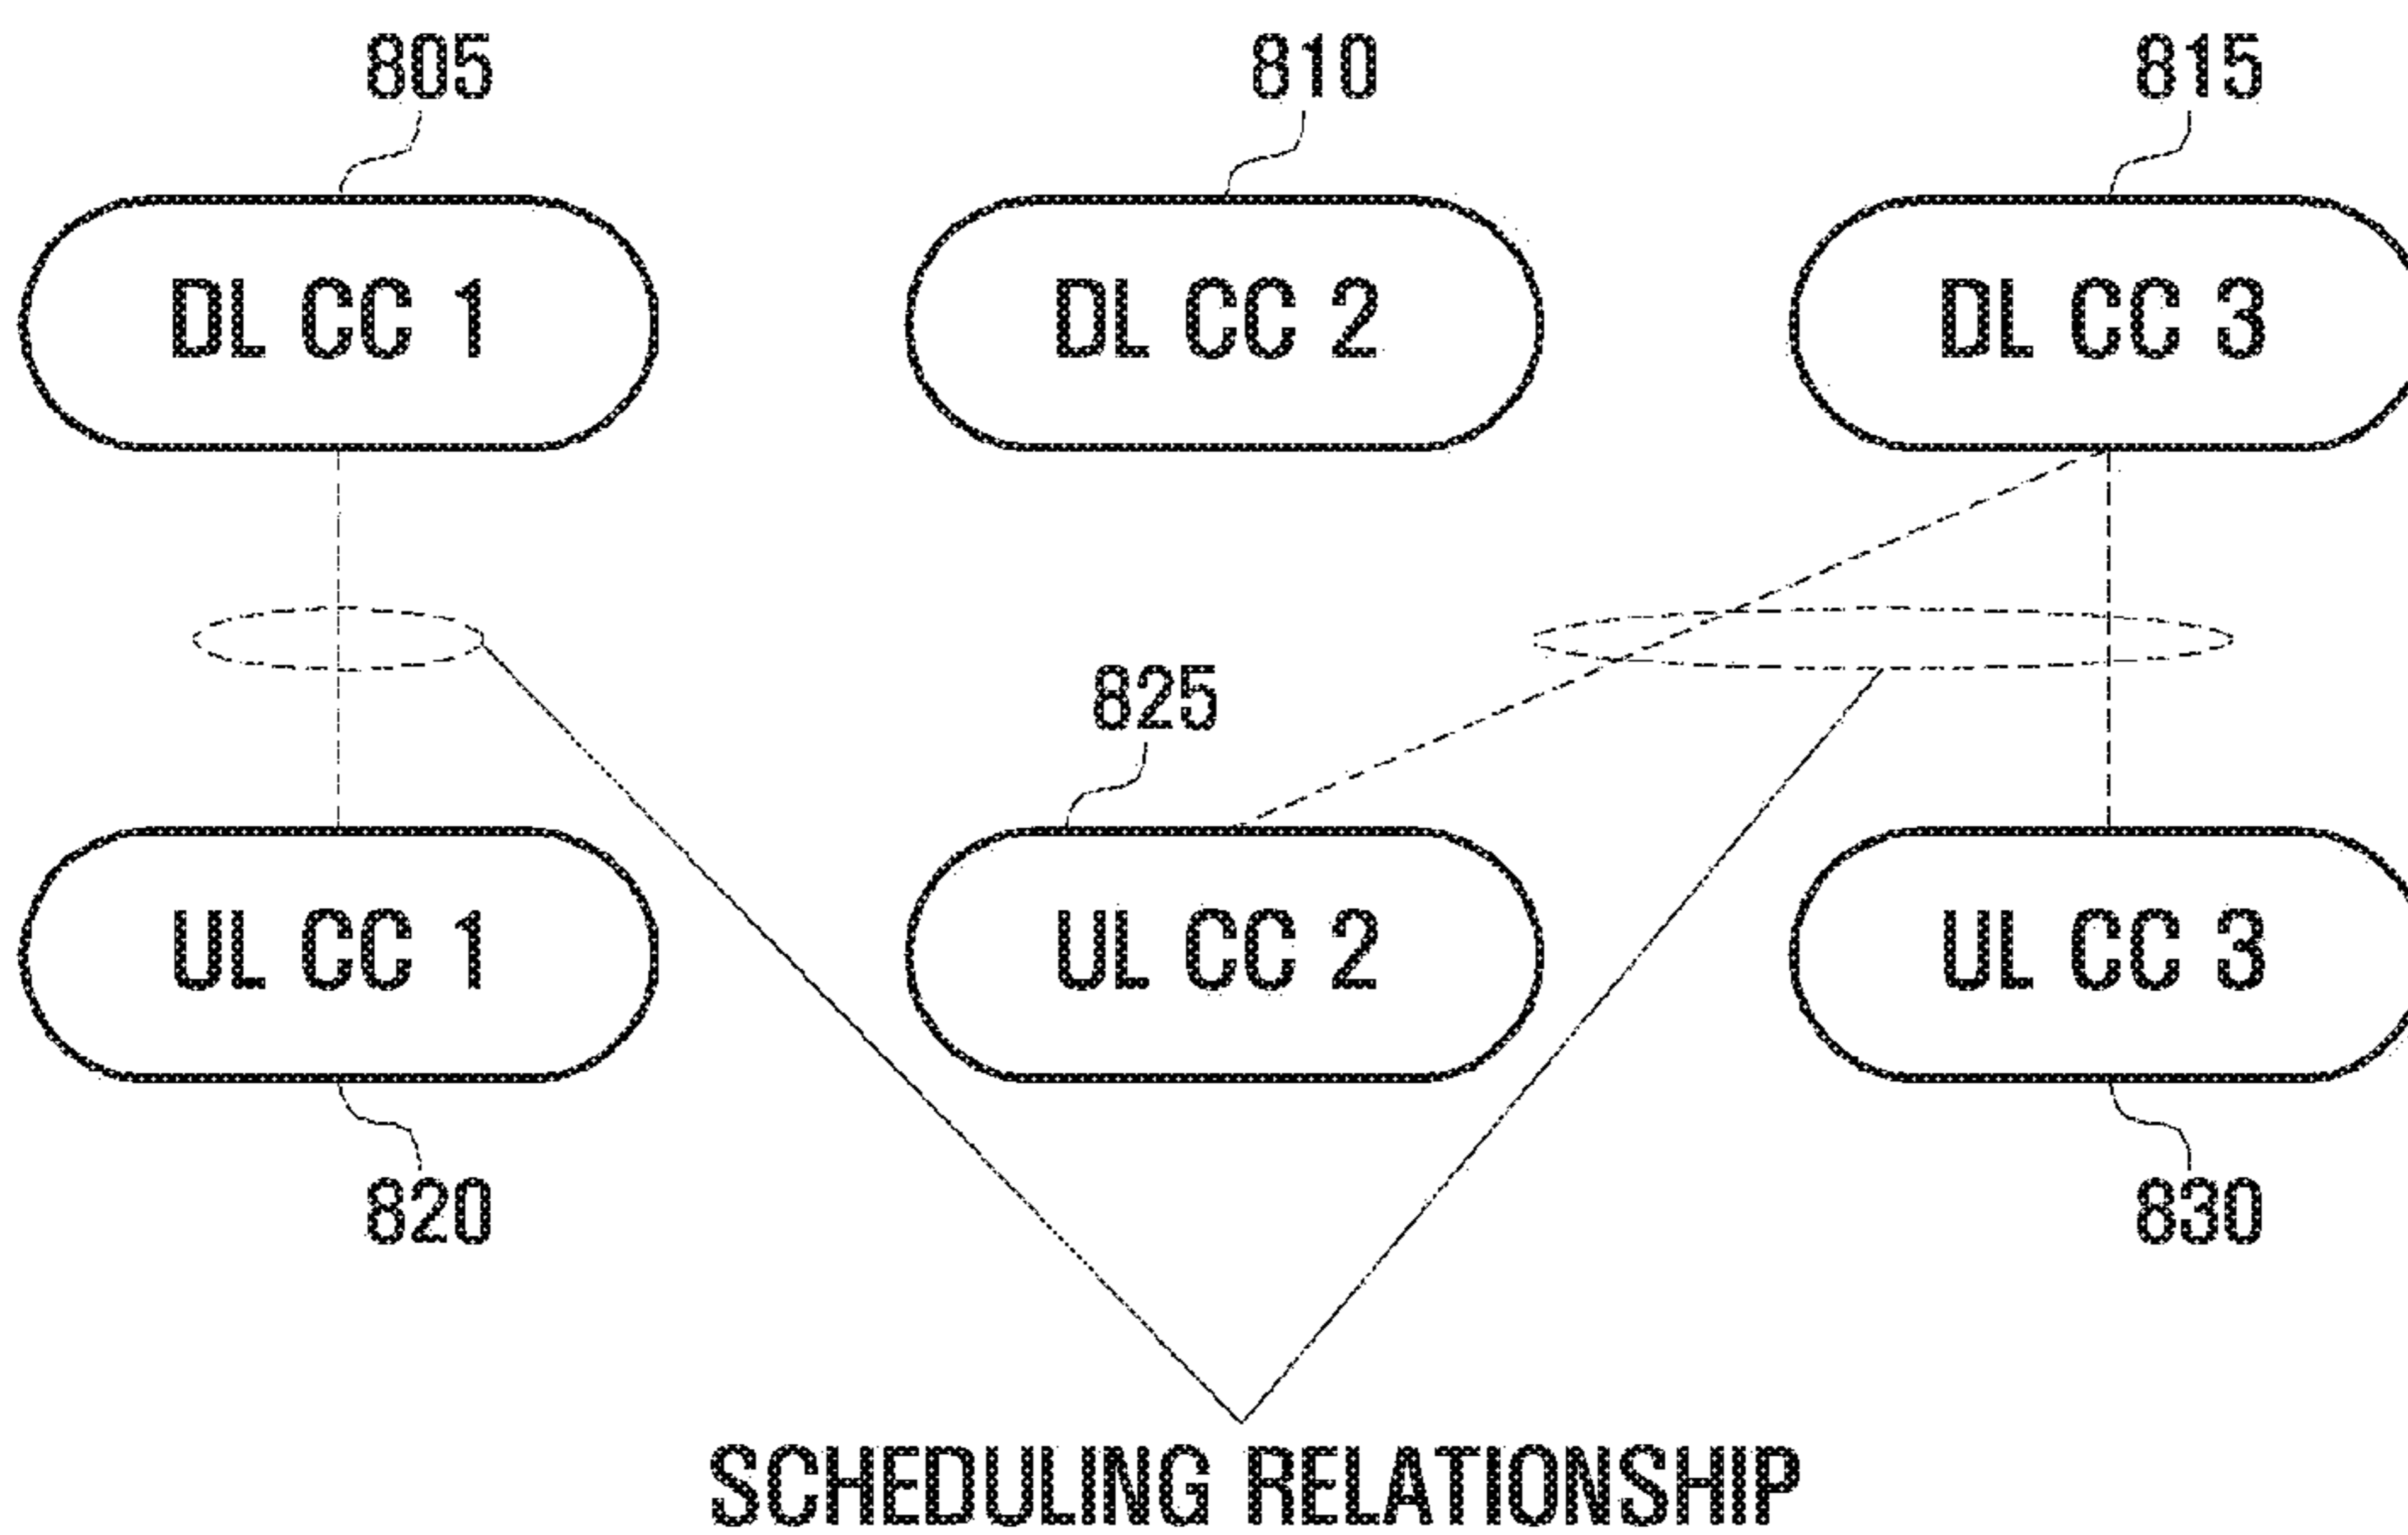 805
810
815
DL CC 1
DL CC 2
DL CC 3
825
UL CC 1
UL CC 2
UL CC 3
820
830
SCHEDULING RELATIONSHIP